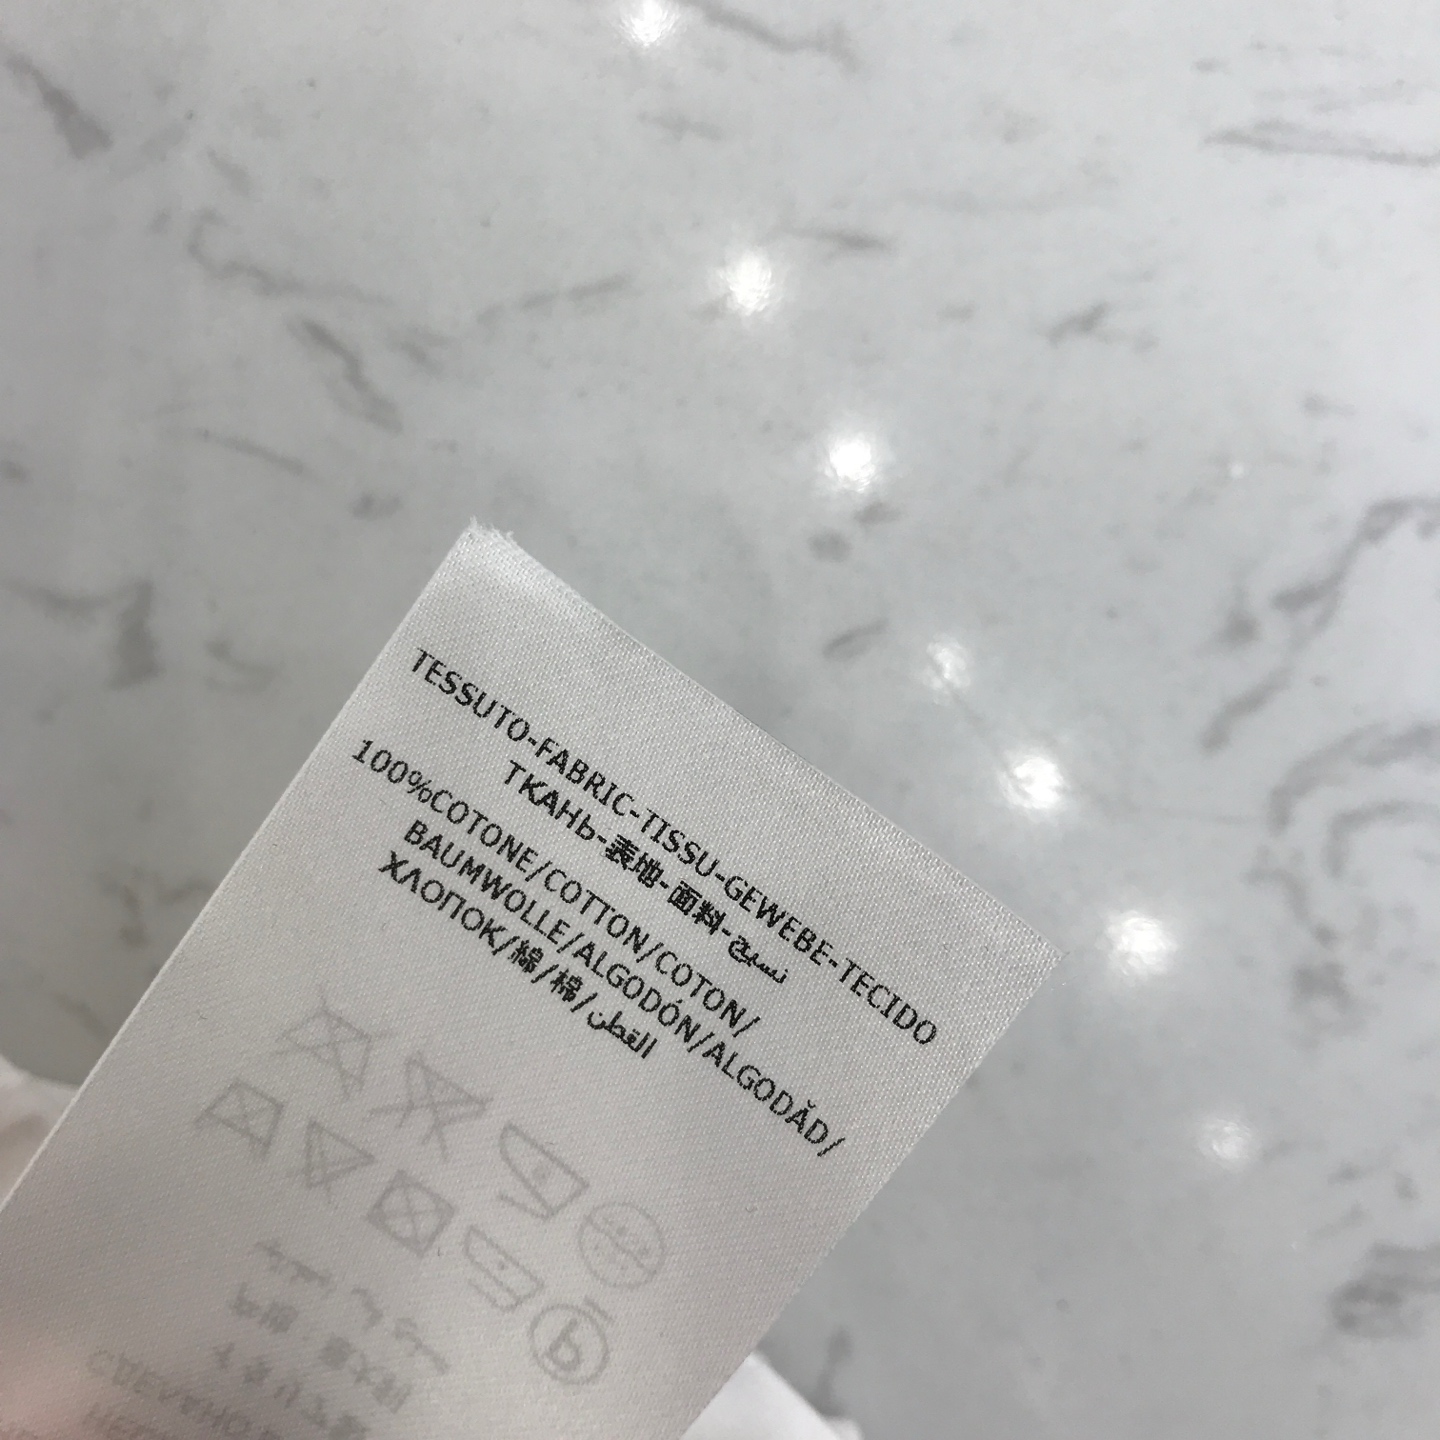 TESSUTO-FABRIC-TISSU-GEWEBE-TECIDO
ТКАНЬ-表地-面料-نسيج
100%COTONE/COTTON/COTON/
BAUMWOLLE/ALGODÓN/ALGODĂD/
ХЛОПОК/綿/棉/القطن